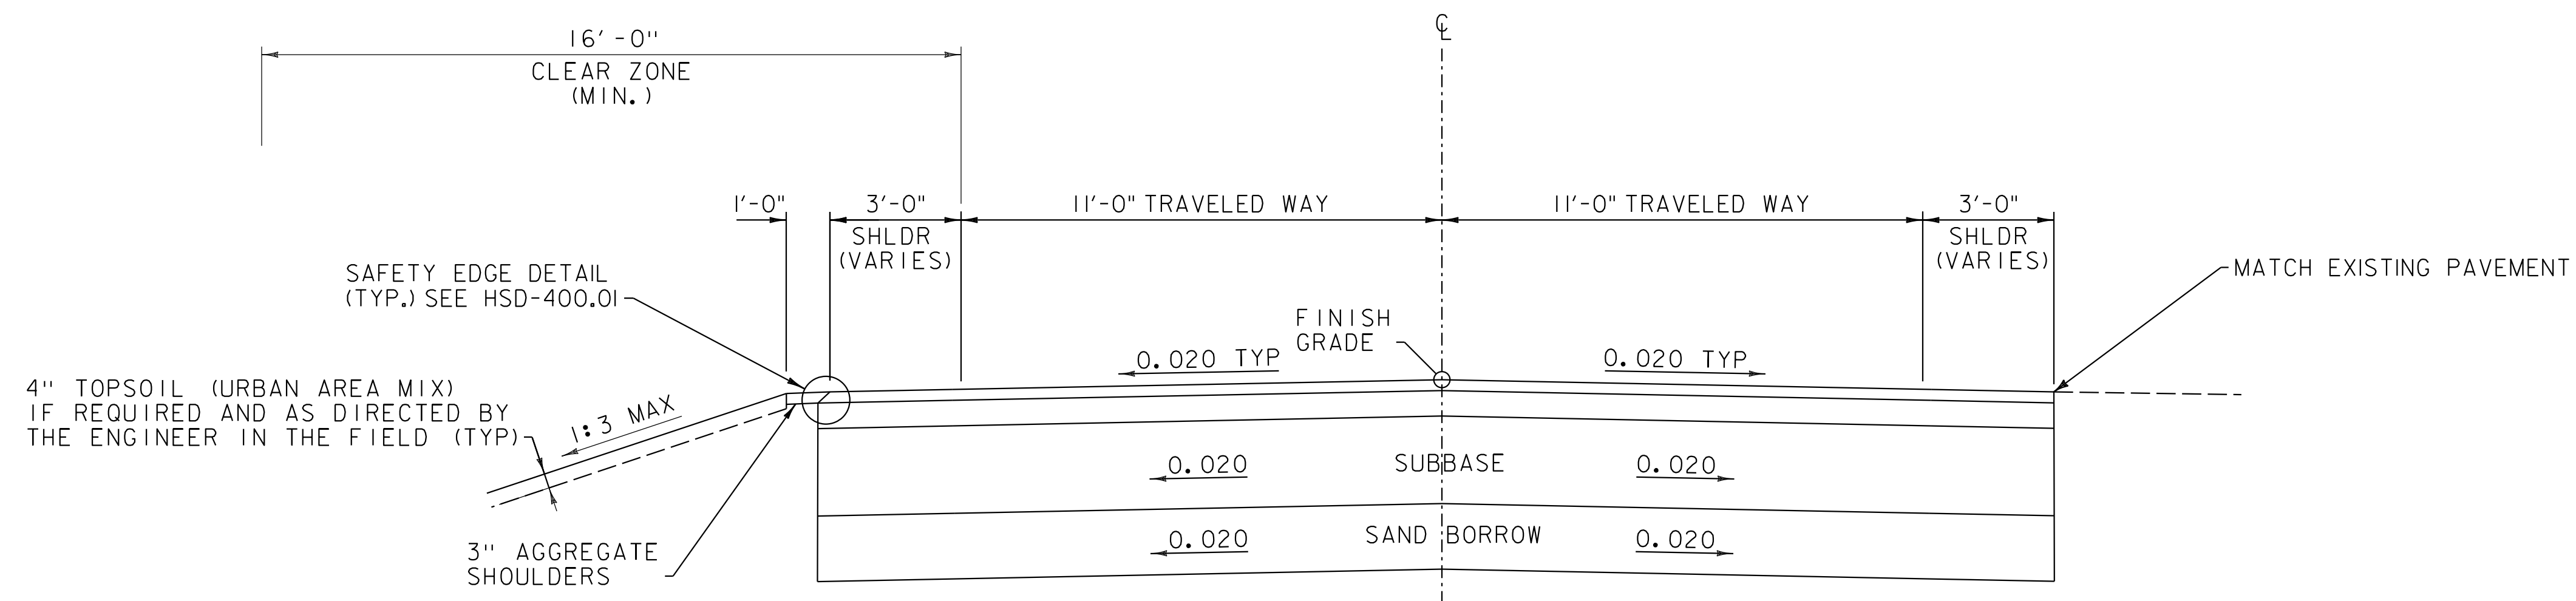 16'-0"
CLEAR ZONE
(MIN.)
℄
1'-0"
3'-0"
SHLDR
(VARIES)
11'-0" TRAVELED WAY
11'-0" TRAVELED WAY
3'-0"
SHLDR
(VARIES)
SAFETY EDGE DETAIL
(TYP.) SEE HSD-400.01
MATCH EXISTING PAVEMENT
FINISH
GRADE
0.020 TYP
0.020 TYP
4" TOPSOIL (URBAN AREA MIX)
IF REQUIRED AND AS DIRECTED BY
THE ENGINEER IN THE FIELD (TYP)
1:3 MAX
0.020
SUBBASE
0.020
0.020
SAND BORROW
0.020
3" AGGREGATE
SHOULDERS